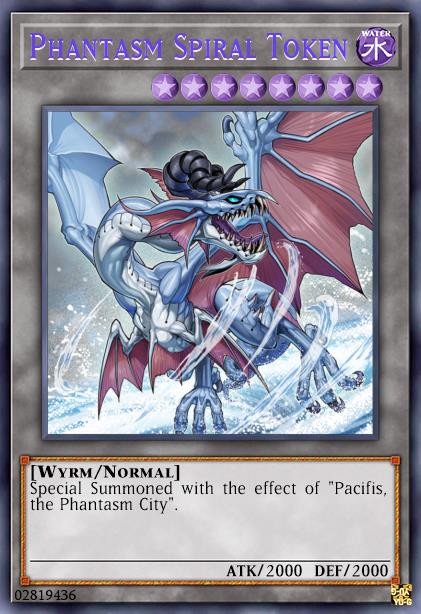 Phantasm Spiral Token
WATER
水
[Wyrm/Normal]
Special Summoned with the effect of "Pacifis,
the Phantasm City".
ATK/2000 DEF/2000
02819436